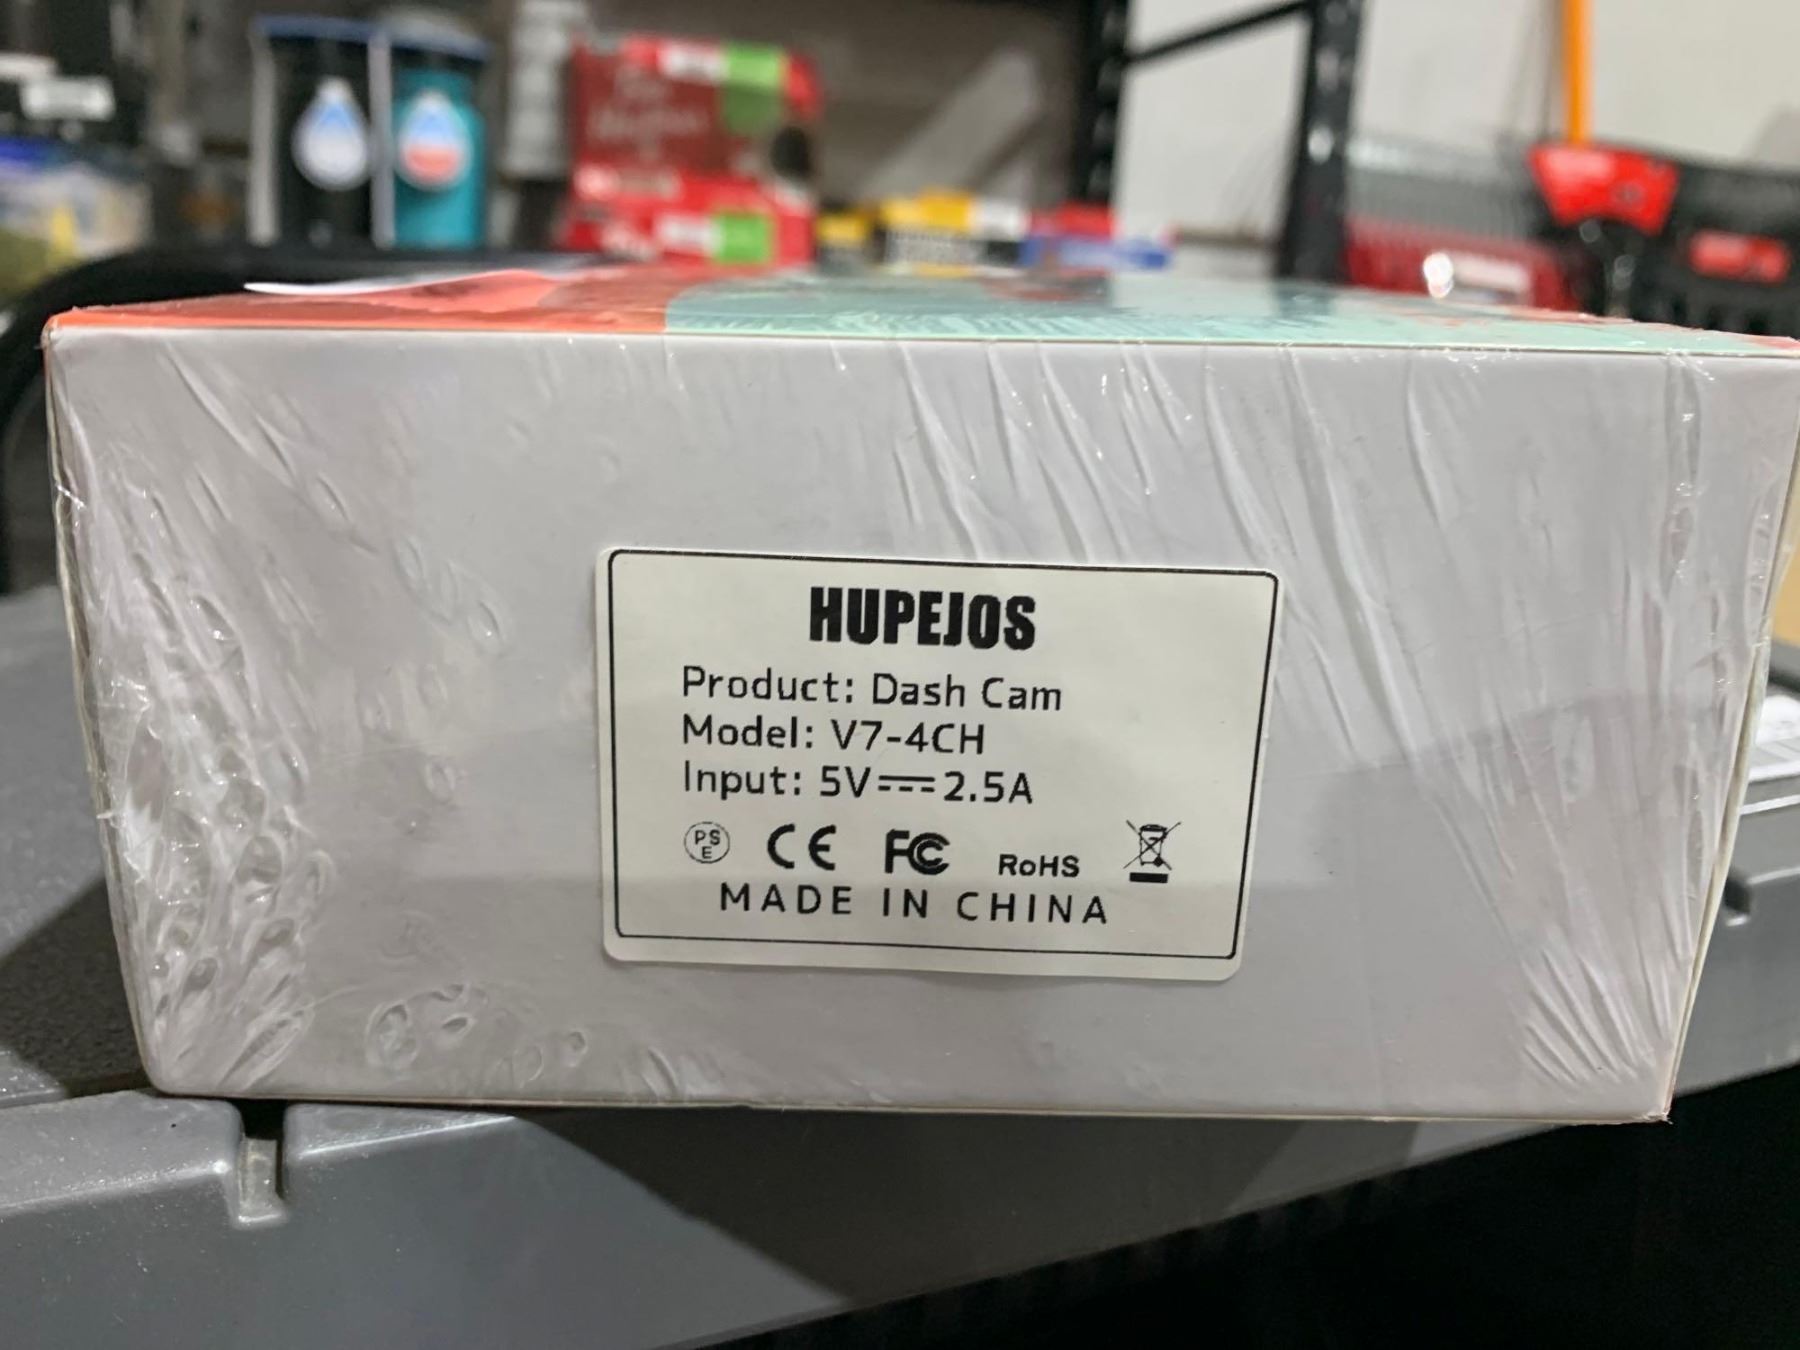 HUPEJOS
Product: Dash Cam
Model: V7-4CH
Input: 5V⎓2.5A
PSE CE FC RoHS
MADE IN CHINA